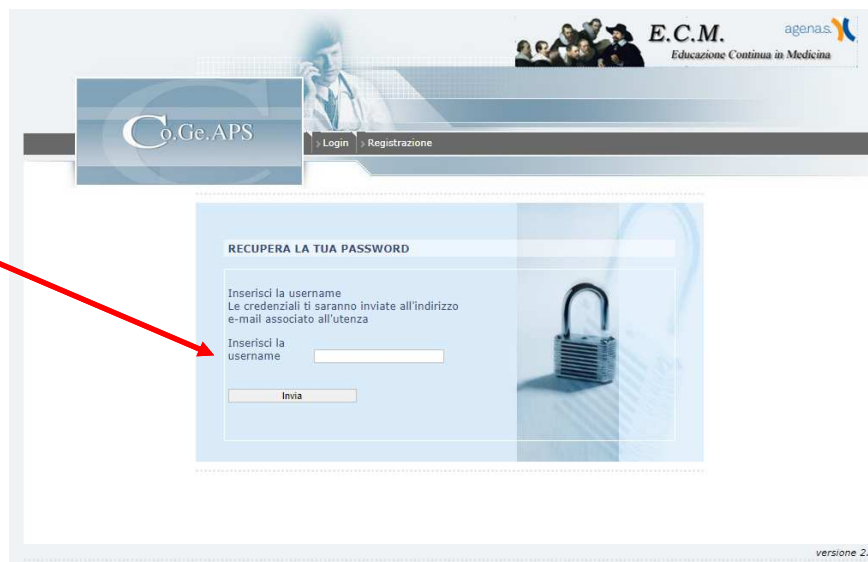 E.C.M.
agenas.
Educazione Continua in Medicina
Co.Ge.APS
Login
Registrazione
RECUPERA LA TUA PASSWORD
Inserisci la username
Le credenziali ti saranno inviate all'indirizzo
e-mail associato all'utenza
Inserisci la
username
Invia
versione 2.